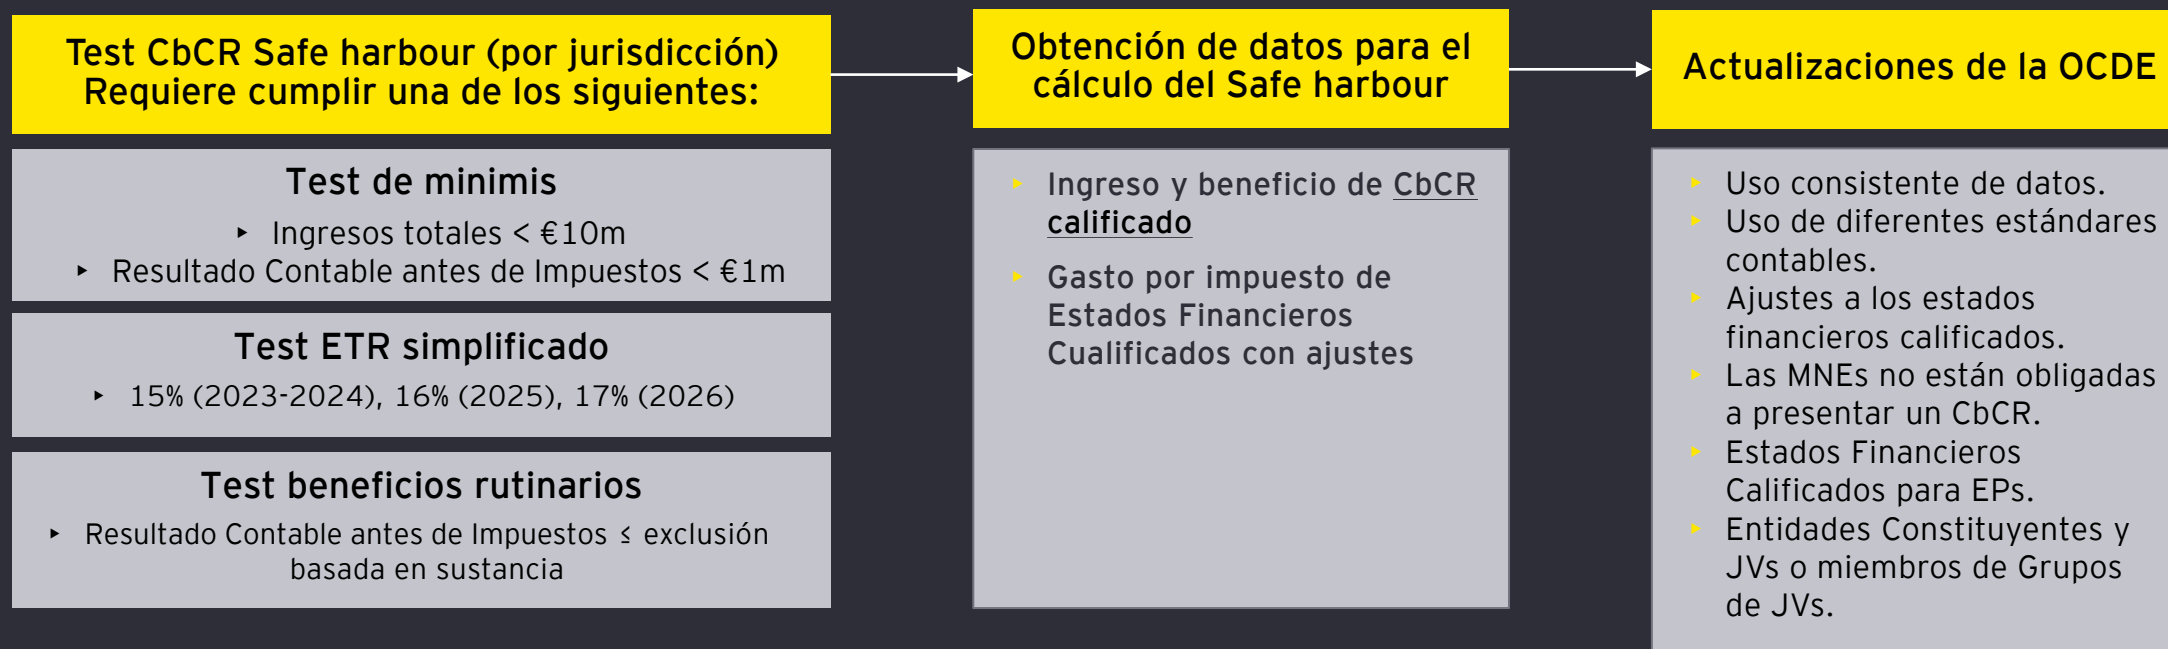 Test CbCR Safe harbour (por jurisdicción)
Requiere cumplir una de los siguientes:
Test de minimis
‣ Ingresos totales < €10m
‣ Resultado Contable antes de Impuestos < €1m
Test ETR simplificado
‣ 15% (2023-2024), 16% (2025), 17% (2026)
Test beneficios rutinarios
‣ Resultado Contable antes de Impuestos ≤ exclusión
basada en sustancia
Obtención de datos para el
cálculo del Safe harbour
‣ Ingreso y beneficio de CbCR
calificado
‣ Gasto por impuesto de
Estados Financieros
Cualificados con ajustes
Actualizaciones de la OCDE
‣ Uso consistente de datos.
‣ Uso de diferentes estándares
contables.
‣ Ajustes a los estados
financieros calificados.
‣ Las MNEs no están obligadas
a presentar un CbCR.
‣ Estados Financieros
Calificados para EPs.
‣ Entidades Constituyentes y
JVs o miembros de Grupos
de JVs.